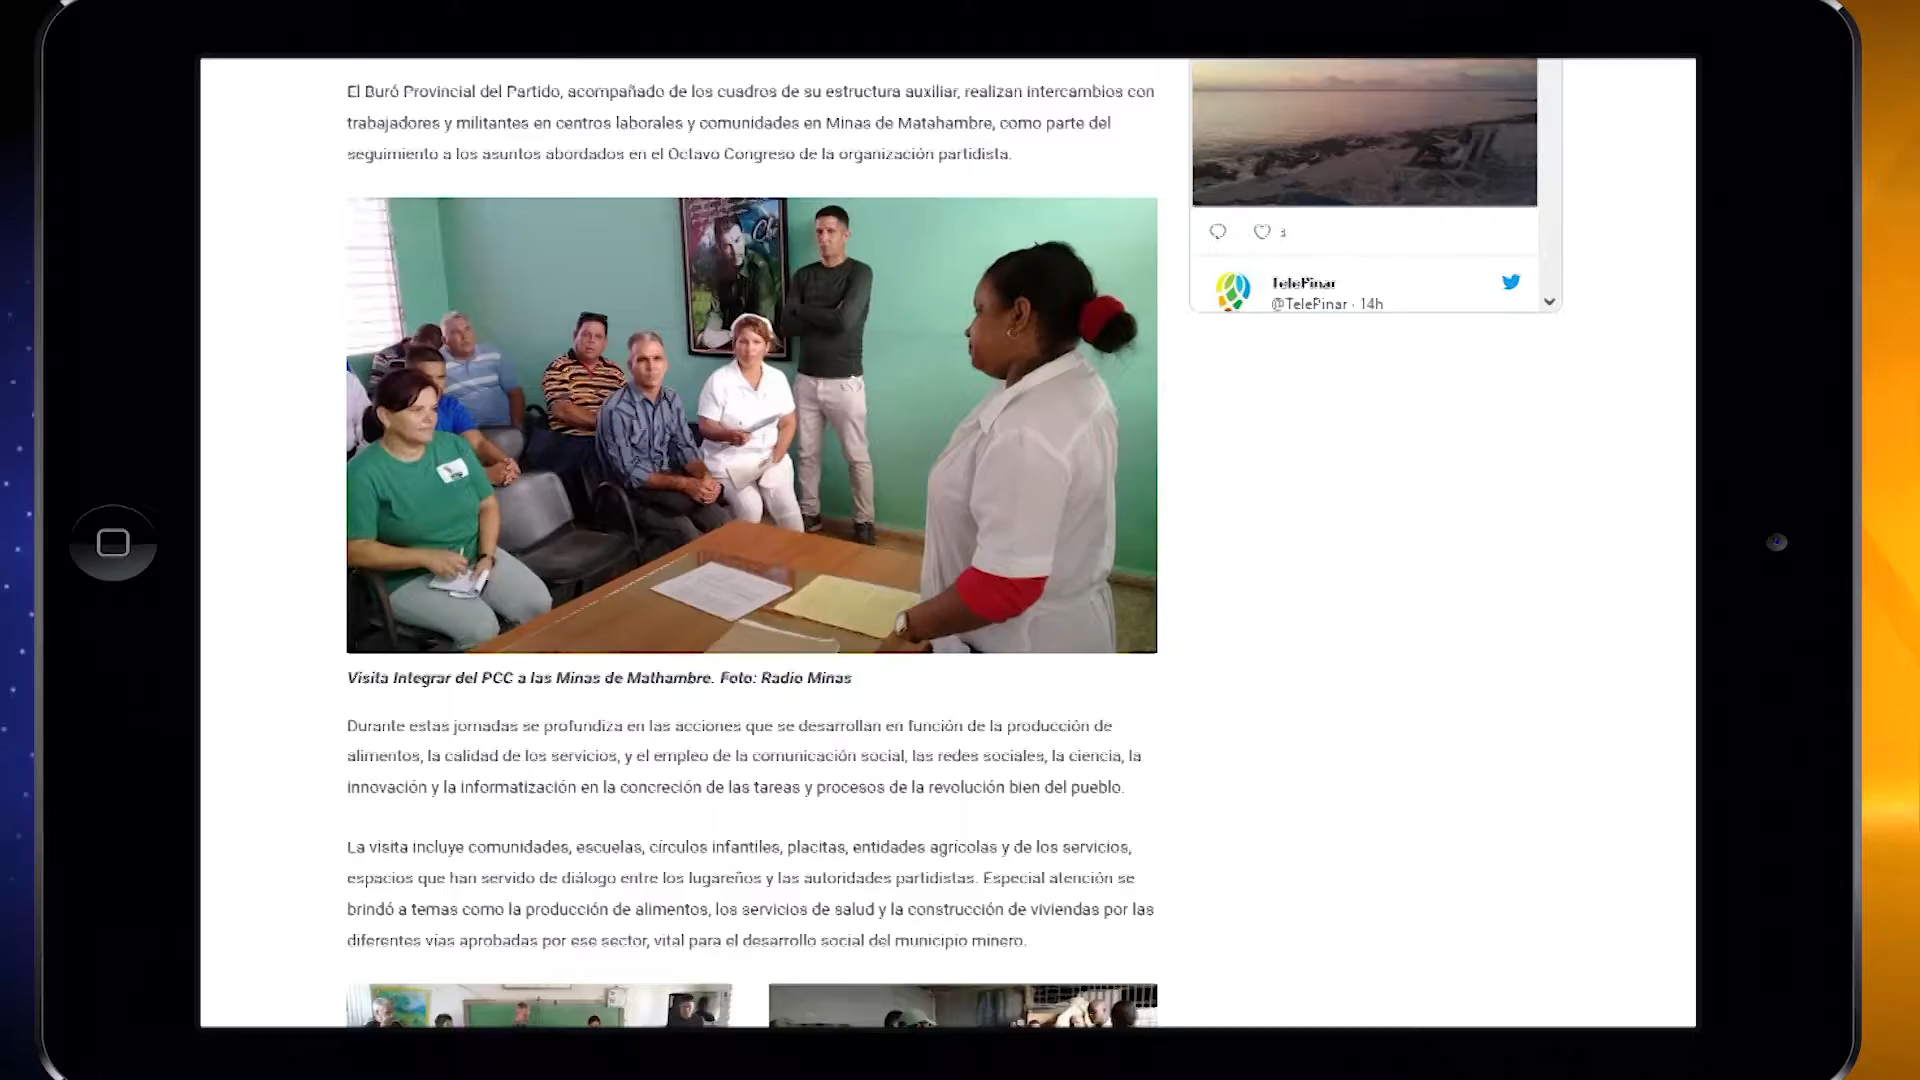 El Buró Provincial del Partido, acompañado de los cuadros de su estructura auxiliar, realizan intercambios con
trabajadores y militantes en centros laborales y comunidades en Minas de Matahambre, como parte del
seguimiento a los asuntos abordados en el Octavo Congreso de la organización partidista.
Che
Visita Integrar del PCC a las Minas de Mathambre. Foto: Radio Minas
Durante estas jornadas se profundiza en las acciones que se desarrollan en función de la producción de
alimentos, la calidad de los servicios, y el empleo de la comunicación social, las redes sociales, la ciencia, la
innovación y la informatización en la concreción de las tareas y procesos de la revolución bien del pueblo.
La visita incluye comunidades, escuelas, círculos infantiles, placitas, entidades agrícolas y de los servicios,
espacios que han servido de diálogo entre los lugareños y las autoridades partidistas. Especial atención se
brindó a temas como la producción de alimentos, los servicios de salud y la construcción de viviendas por las
diferentes vías aprobadas por ese sector, vital para el desarrollo social del municipio minero.
3
TelePinar
@TelePinar · 14h